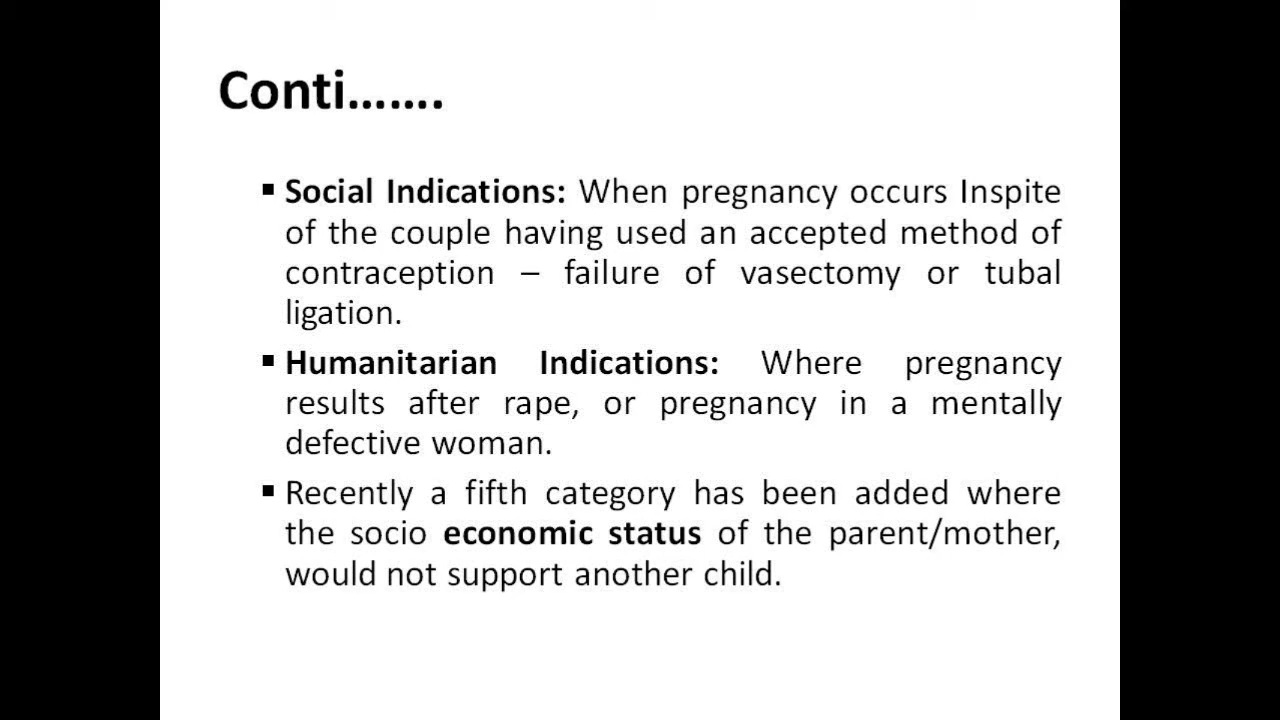 Conti.......
▪ Social Indications: When pregnancy occurs Inspite
of the couple having used an accepted method of
contraception – failure of vasectomy or tubal
ligation.
▪ Humanitarian Indications: Where pregnancy
results after rape, or pregnancy in a mentally
defective woman.
▪ Recently a fifth category has been added where
the socio economic status of the parent/mother,
would not support another child.